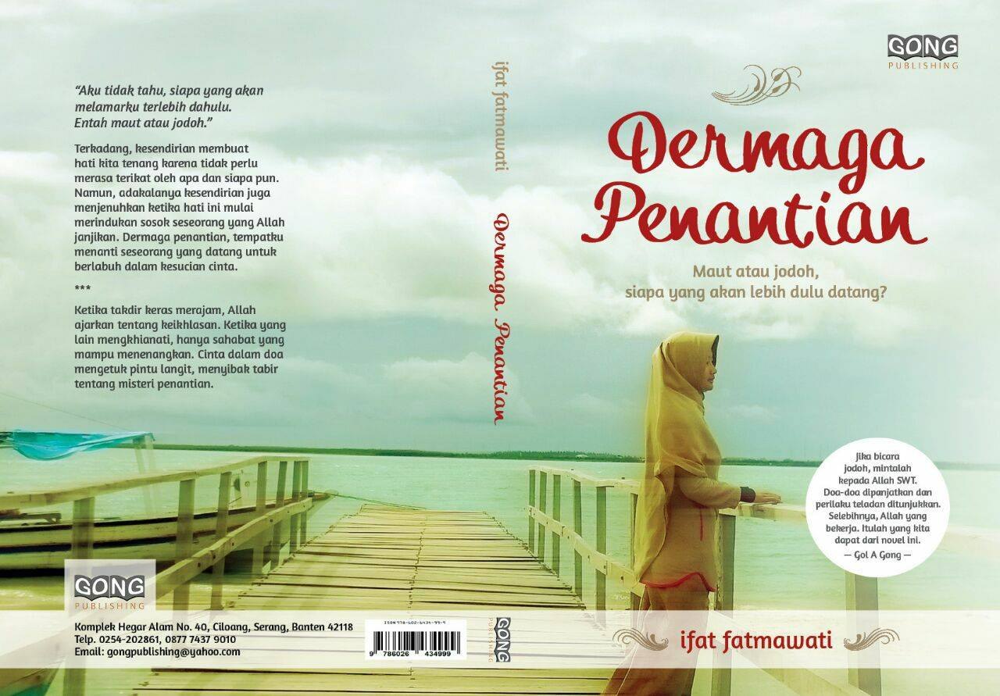 “Aku tidak tahu, siapa yang akan
melamarku terlebih dahulu.
Entah maut atau jodoh.”
Terkadang, kesendirian membuat
hati kita tenang karena tidak perlu
merasa terikat oleh apa dan siapa pun.
Namun, adakalanya kesendirian juga
menjenuhkan ketika hati ini mulai
merindukan sosok seseorang yang Allah
janjikan. Dermaga penantian, tempatku
menanti seseorang yang datang untuk
berlabuh dalam kesucian cinta.
***
Ketika takdir keras merajam, Allah
ajarkan tentang keikhlasan. Ketika yang
lain mengkhianati, hanya sahabat yang
mampu menenangkan. Cinta dalam doa
mengetuk pintu langit, menyibak tabir
tentang misteri penantian.
GONG
PUBLISHING
Komplek Hegar Alam No. 40, Ciloang, Serang, Banten 42118
Telp. 0254-202861, 0877 7437 9010
Email: gongpublishing@yahoo.com
ISBN 978-602-6434-99-9
9 786026 434999
ifat fatmawati
Dermaga Penantian
GONG
PUBLISHING
GONG
PUBLISHING
Dermaga
Penantian
Maut atau jodoh,
siapa yang akan lebih dulu datang?
Jika bicara
jodoh, mintalah
kepada Allah SWT.
Doa-doa dipanjatkan dan
perilaku teladan ditunjukkan.
Selebihnya, Allah yang
bekerja. Itulah yang kita
dapat dari novel ini.
— Gol A Gong —
ifat fatmawati